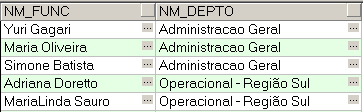 NM_FUNC NM_DEPTO
Yuri Gagari Administracao Geral
Maria Oliveira Administracao Geral
Simone Batista Administracao Geral
Adriana Doretto Operacional - Região Sul
MariaLinda Sauro Operacional - Região Sul